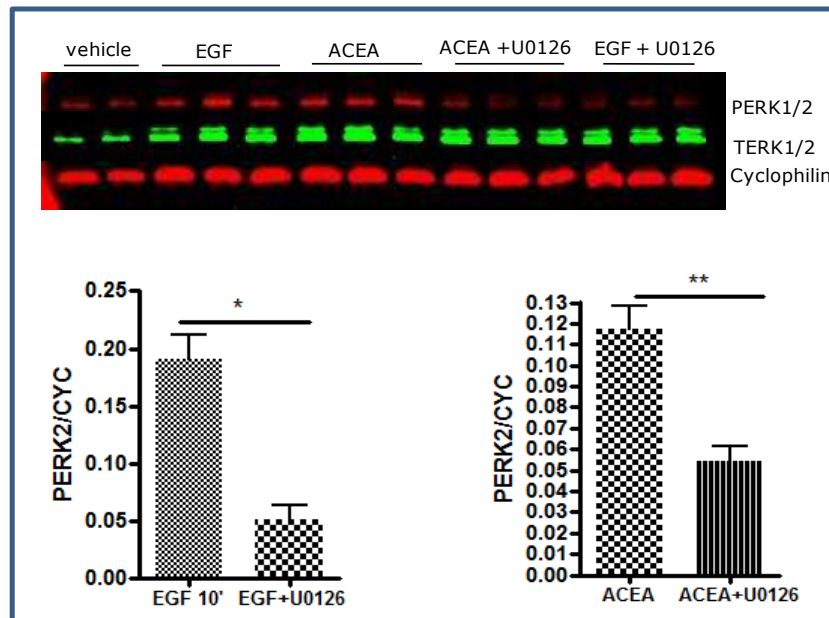 vehicle EGF ACEA ACEA +U0126 EGF + U0126
PERK1/2
TERK1/2
Cyclophilin
PERK2/CYC
0.25
0.20
0.15
0.10
0.05
0.00
*
EGF 10' EGF+U0126
PERK2/CYC
0.13
0.12
0.11
0.10
0.09
0.08
0.07
0.06
0.05
0.04
0.03
0.02
0.01
0.00
**
ACEA ACEA+U0126